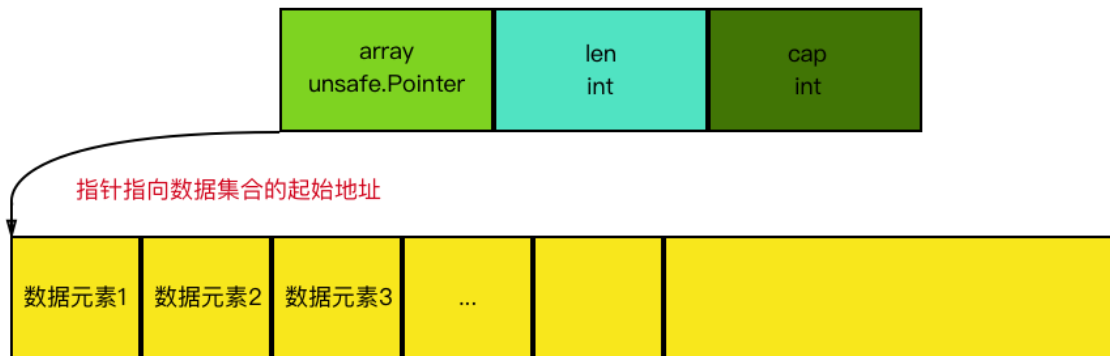 array
unsafe.Pointer
len
int
cap
int
指针指向数据集合的起始地址
数据元素1
数据元素2
数据元素3
...